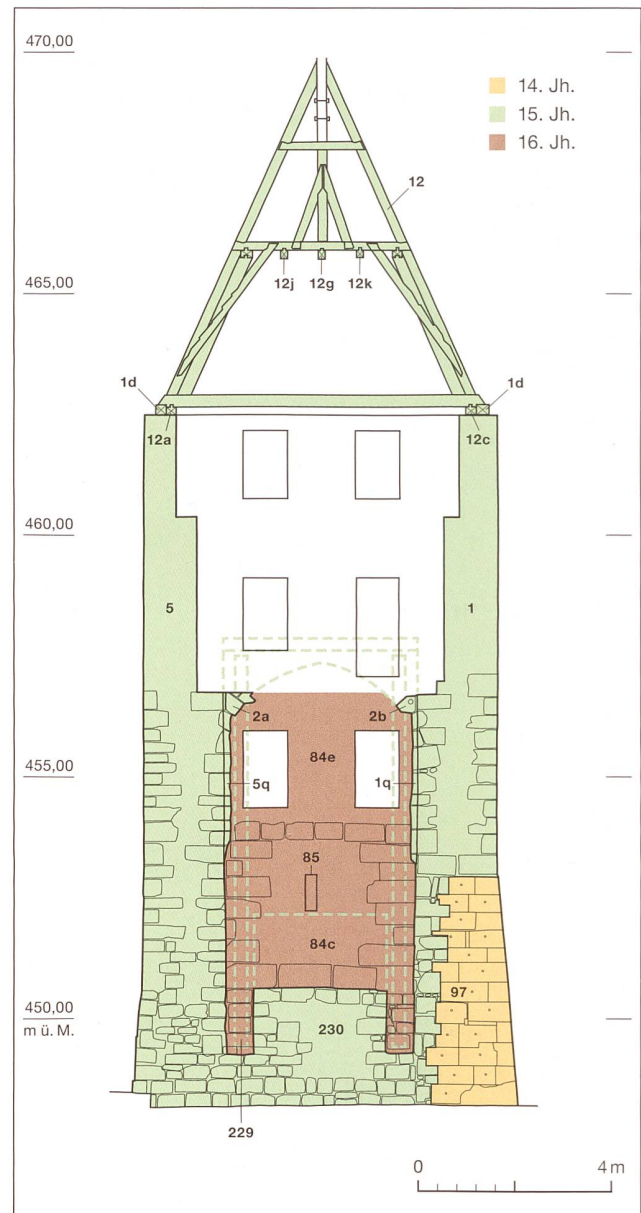 470,00
14. Jh.
15. Jh.
16. Jh.
12
12j 12g 12k
465,00
1d 1d
12a 12c
460,00
5 1
2a 2b
84e
455,00
5q 1q
85
84c
450,00
m ü. M.
97
230
229
0 4 m